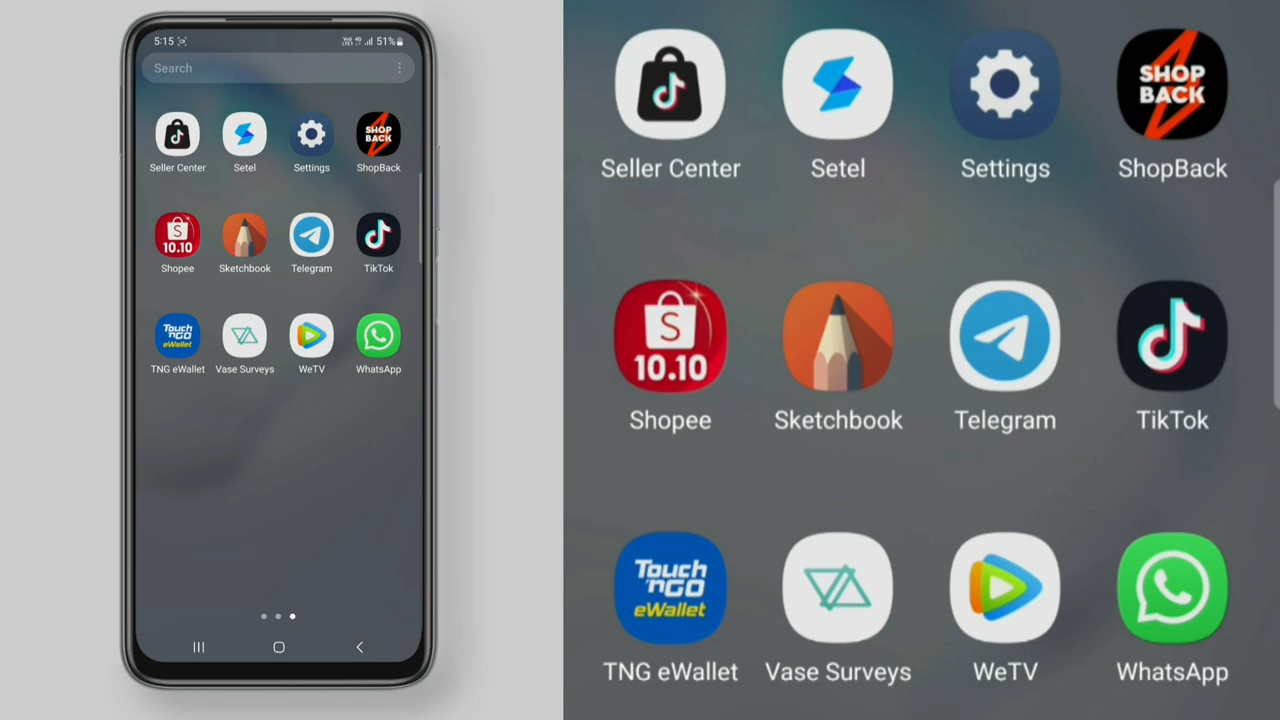 5:15
51%
Search
SHOP
BACK
Seller Center
Setel
Settings
ShopBack
S
10.10
Shopee
Sketchbook
Telegram
TikTok
Touch
'nGO
eWallet
TNG eWallet
Vase Surveys
WeTV
WhatsApp
SHOP
BACK
Seller Center
Setel
Settings
ShopBack
S
10.10
Shopee
Sketchbook
Telegram
TikTok
Touch
'nGO
eWallet
TNG eWallet
Vase Surveys
WeTV
WhatsApp